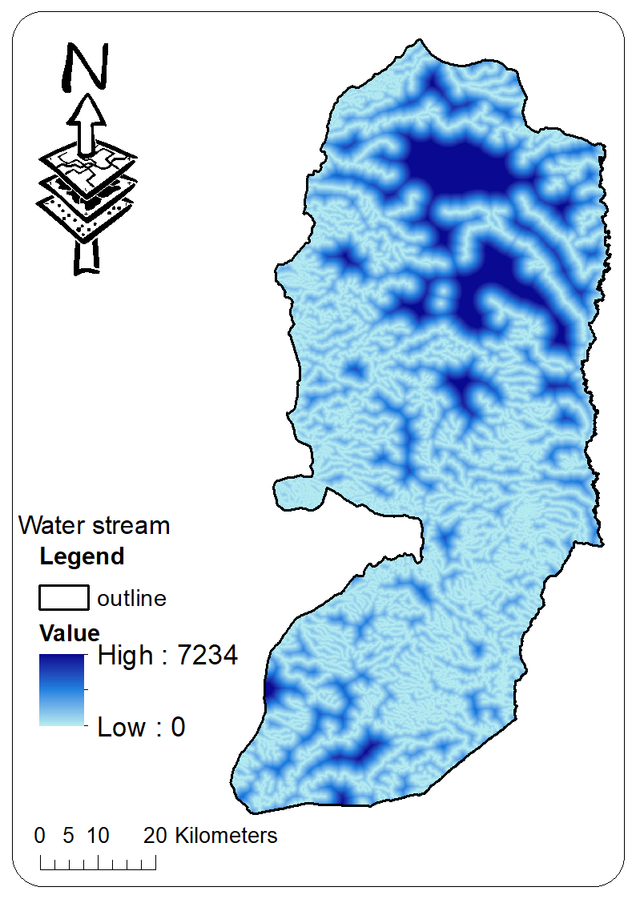 N
Water stream
Legend
outline
Value
High : 7234
Low : 0
0 5 10 20 Kilometers